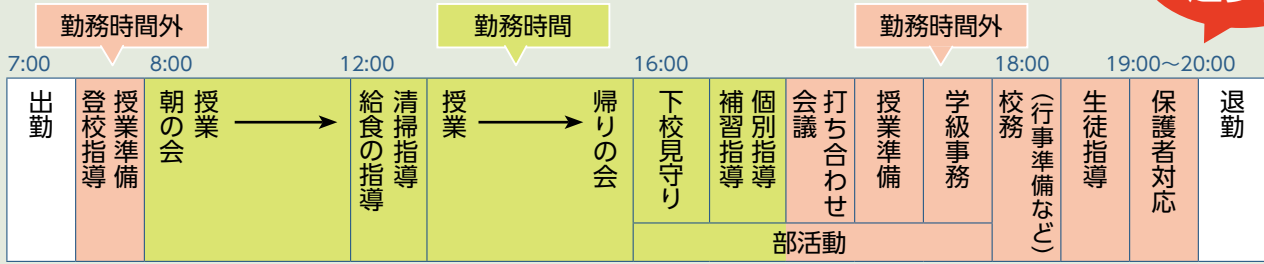 勤務時間外
勤務時間
勤務時間外
7:00
8:00
12:00
16:00
18:00
19:00〜20:00
出勤
授業準備
登校指導
授業
朝の会
清掃指導
給食の指導
授業
帰りの会
下校見守り
個別指導
補習指導
打ち合わせ
会議
授業準備
学級事務
(行事準備など)
校務
生徒指導
保護者対応
退勤
部活動